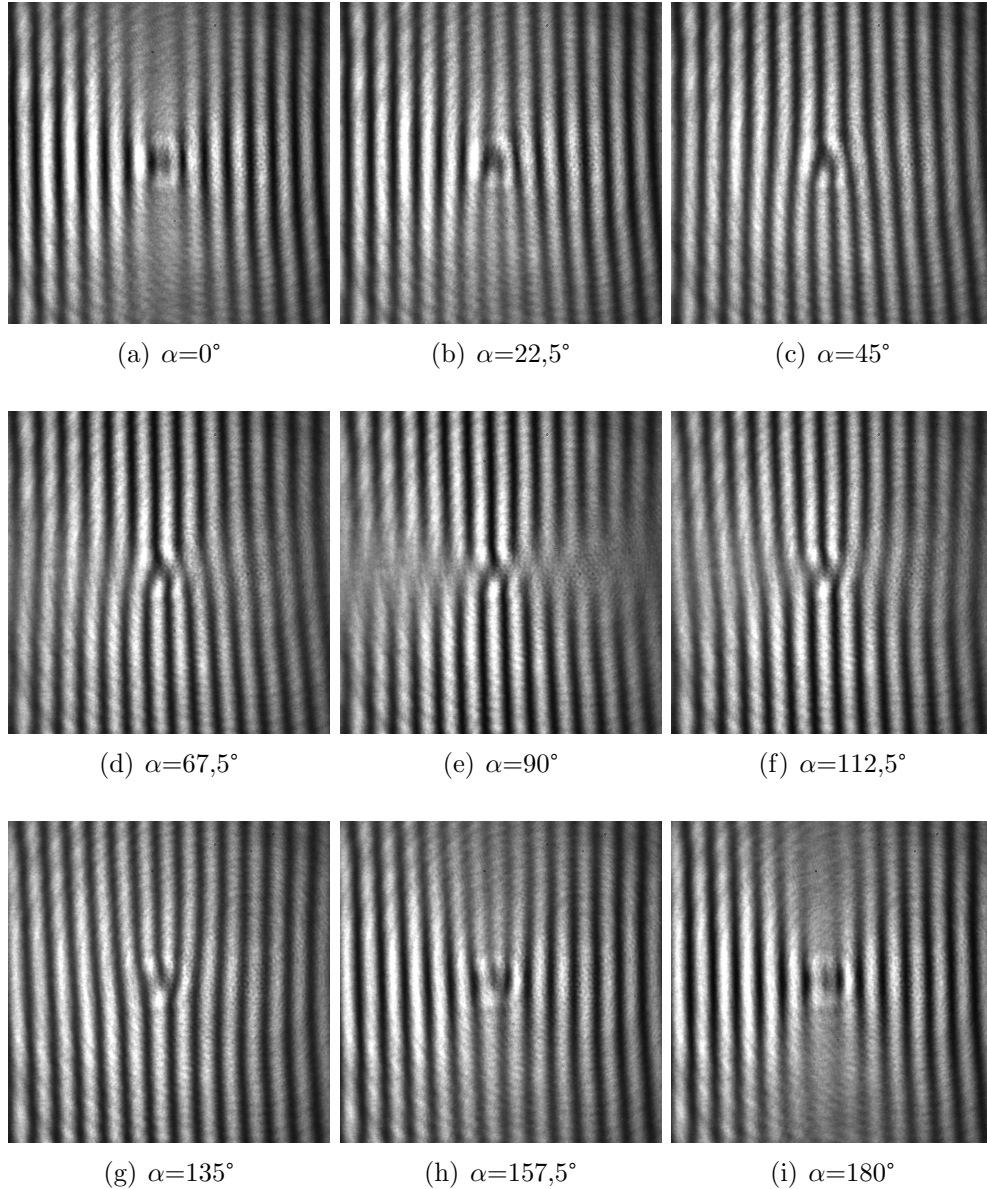 (a) α=0° (b) α=22,5° (c) α=45°
(d) α=67,5° (e) α=90° (f) α=112,5°
(g) α=135° (h) α=157,5° (i) α=180°